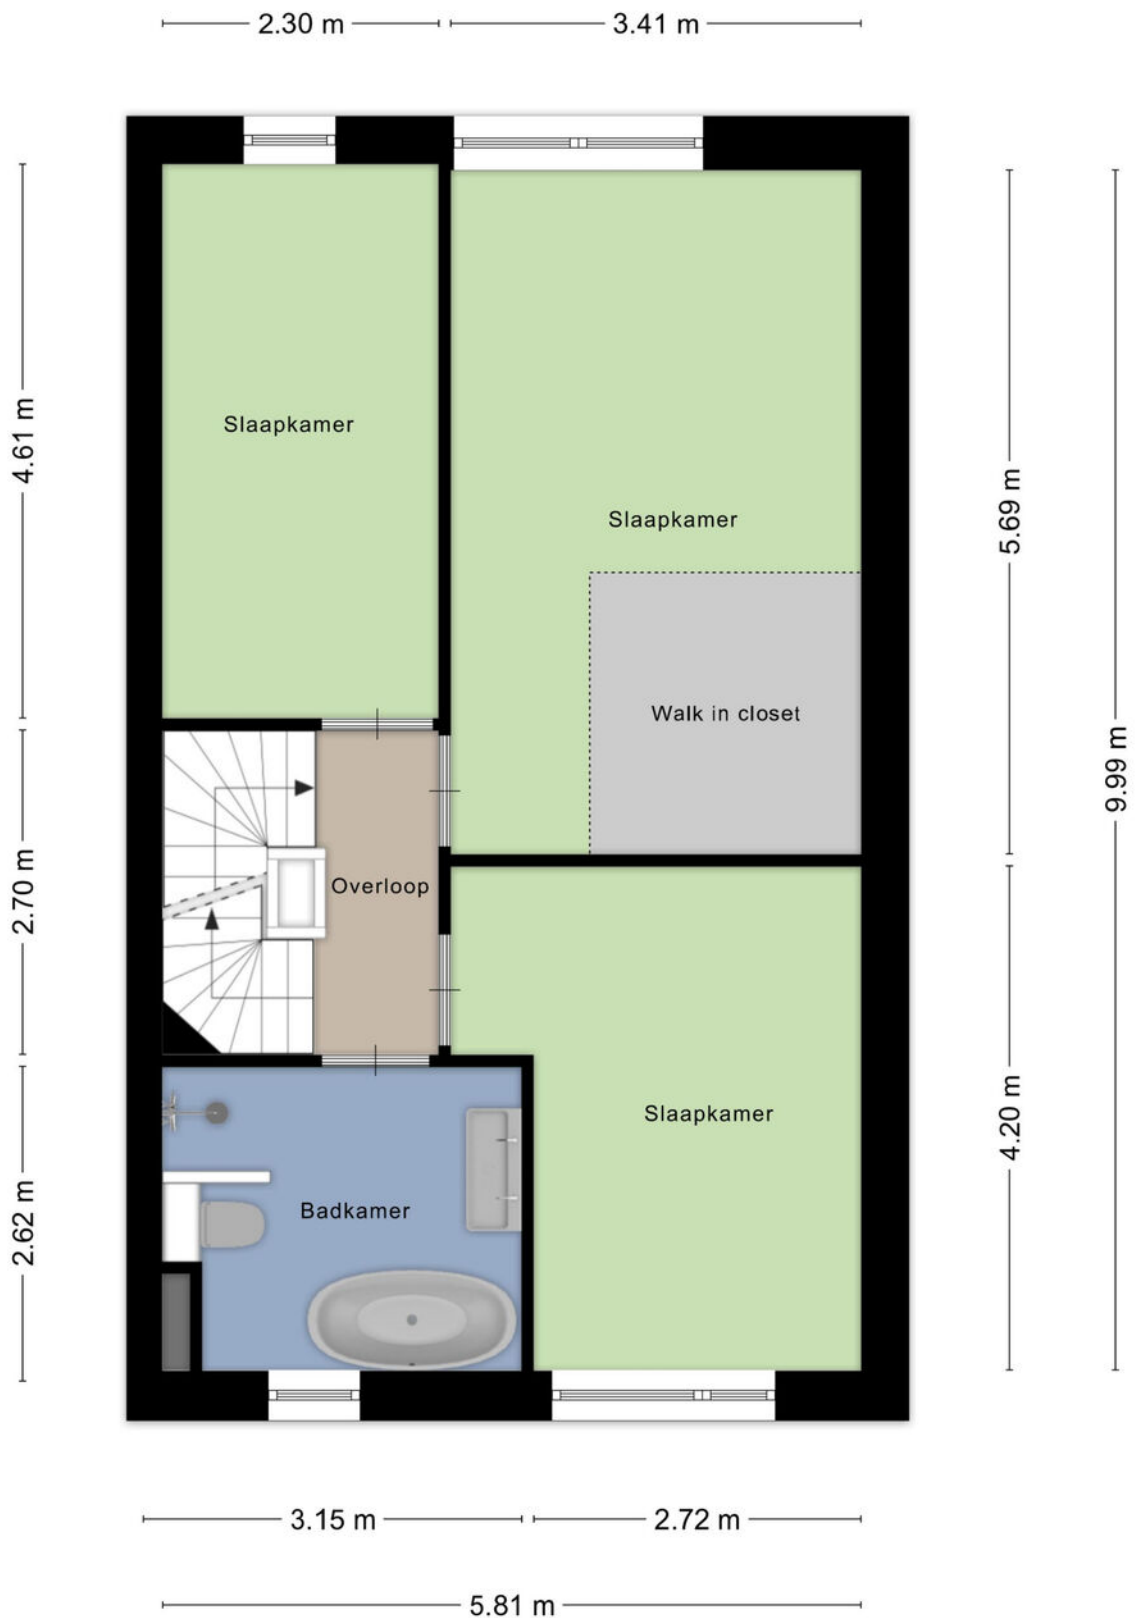 2.30 m
3.41 m
4.61 m
Slaapkamer
Slaapkamer
5.69 m
Walk in closet
9.99 m
2.70 m
Overloop
4.20 m
Slaapkamer
2.62 m
Badkamer
3.15 m
2.72 m
5.81 m